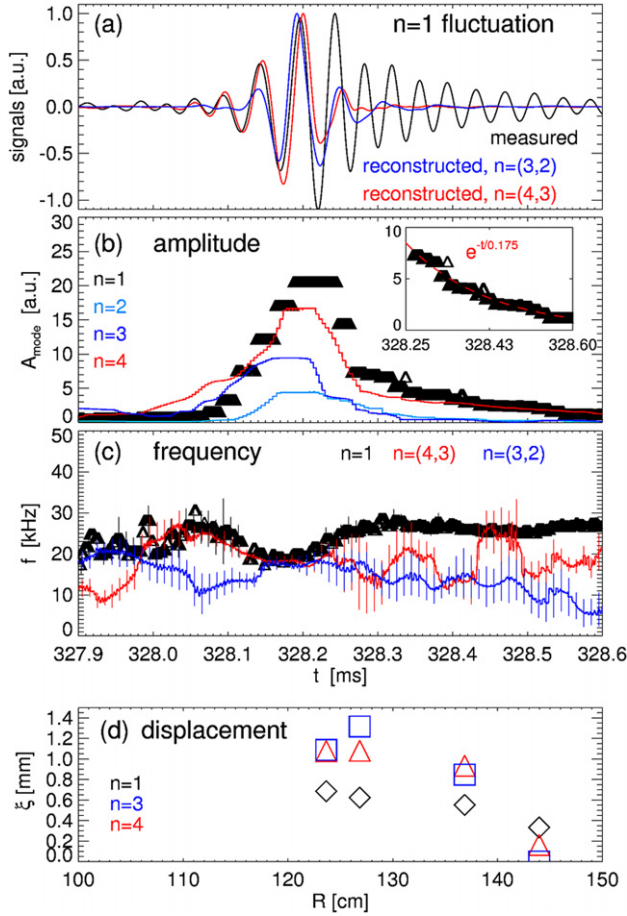 (a) n=1 fluctuation
1.0
0.5
0.0
-0.5
-1.0
signals [a.u.]
measured
reconstructed, n=(3,2)
reconstructed, n=(4,3)
(b) amplitude
30
25
20
15
10
5
0
A_mode [a.u.]
n=1
n=2
n=3
n=4
10
5
0
e^-t/0.175
328.25 328.43 328.60
(c) frequency
n=1 n=(4,3) n=(3,2)
50
40
30
20
10
0
f [kHz]
327.9 328.0 328.1 328.2 328.3 328.4 328.5 328.6
t [ms]
(d) displacement
1.4
1.2
1.0
0.8
0.6
0.4
0.2
0.0
ξ [mm]
n=1
n=3
n=4
100 110 120 130 140 150
R [cm]